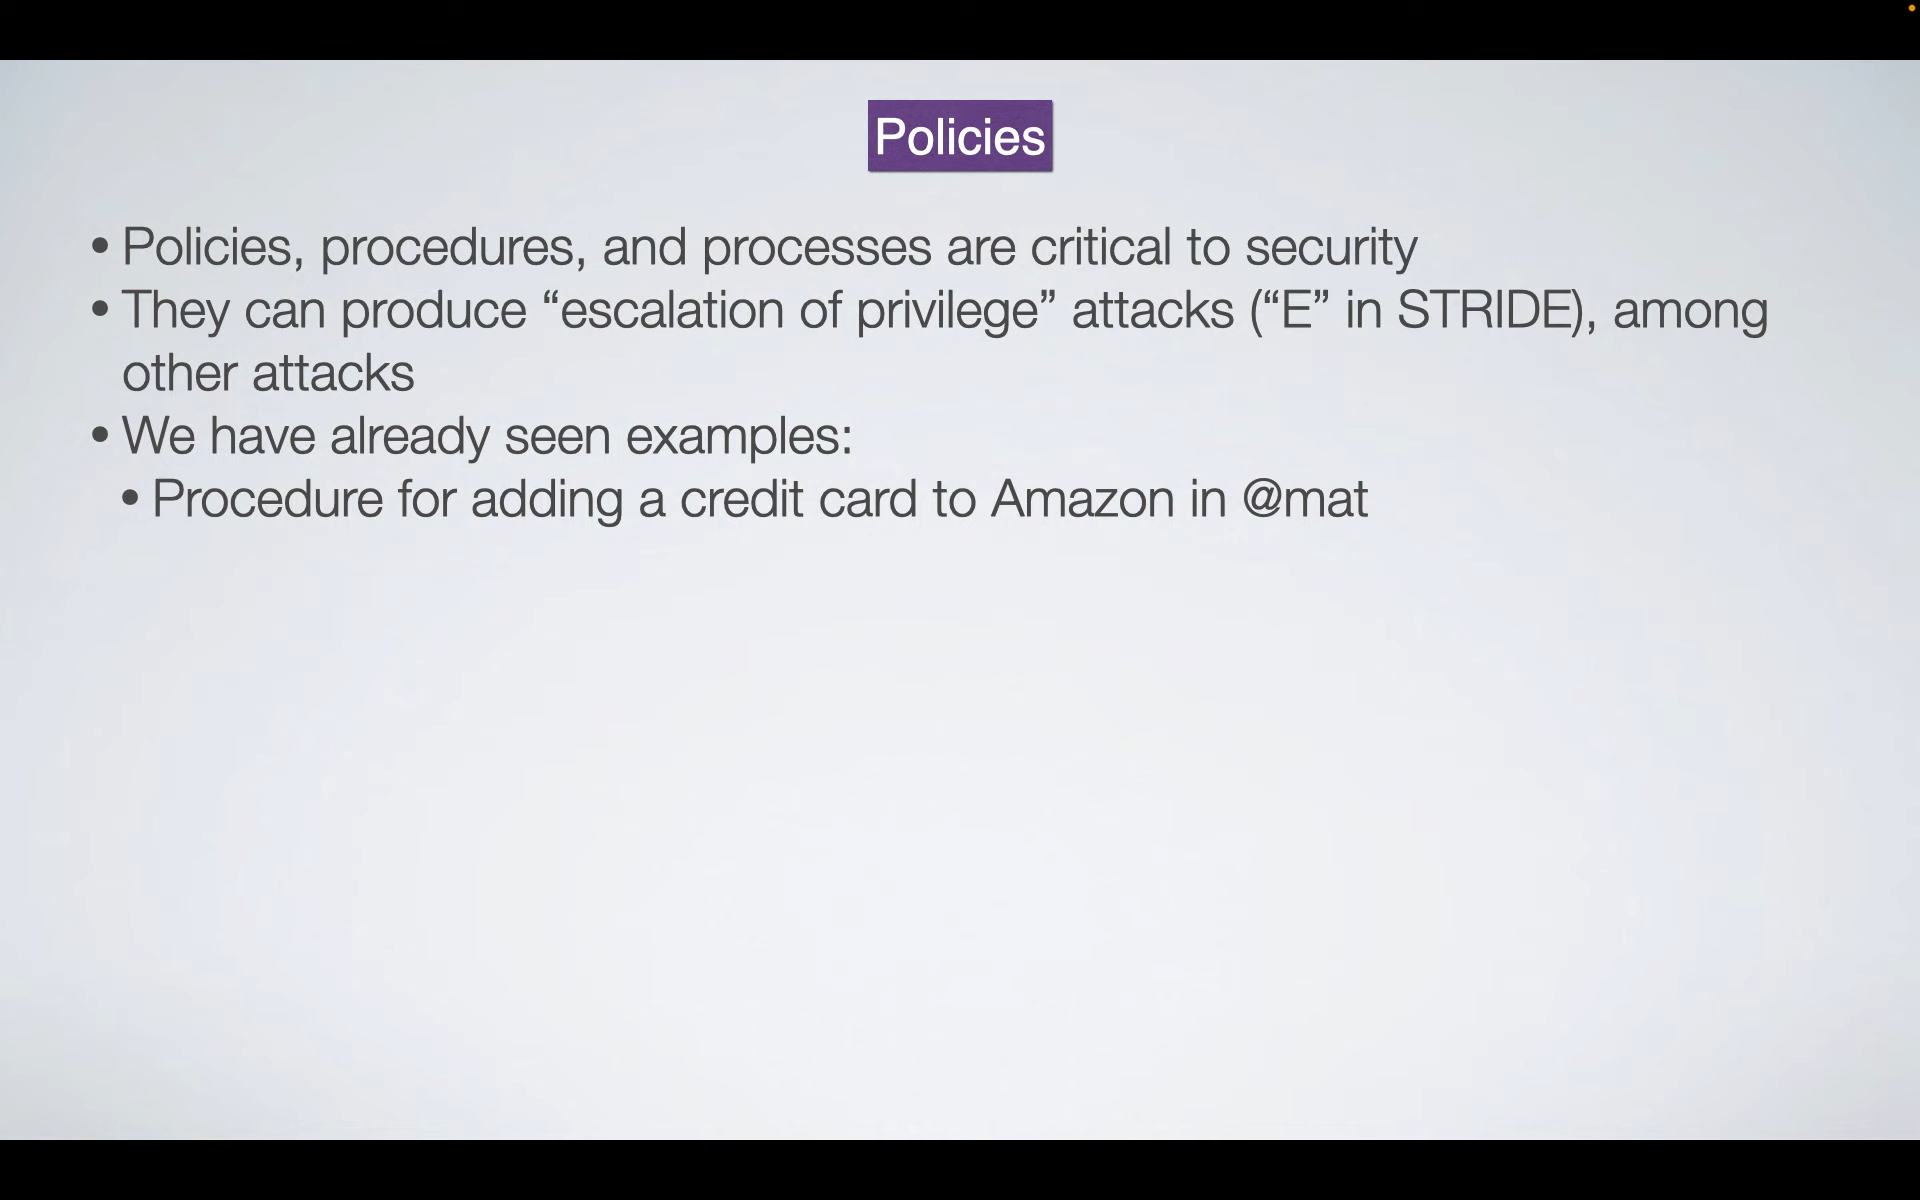 Policies
• Policies, procedures, and processes are critical to security
• They can produce “escalation of privilege” attacks (“E” in STRIDE), among
other attacks
• We have already seen examples:
• Procedure for adding a credit card to Amazon in @mat